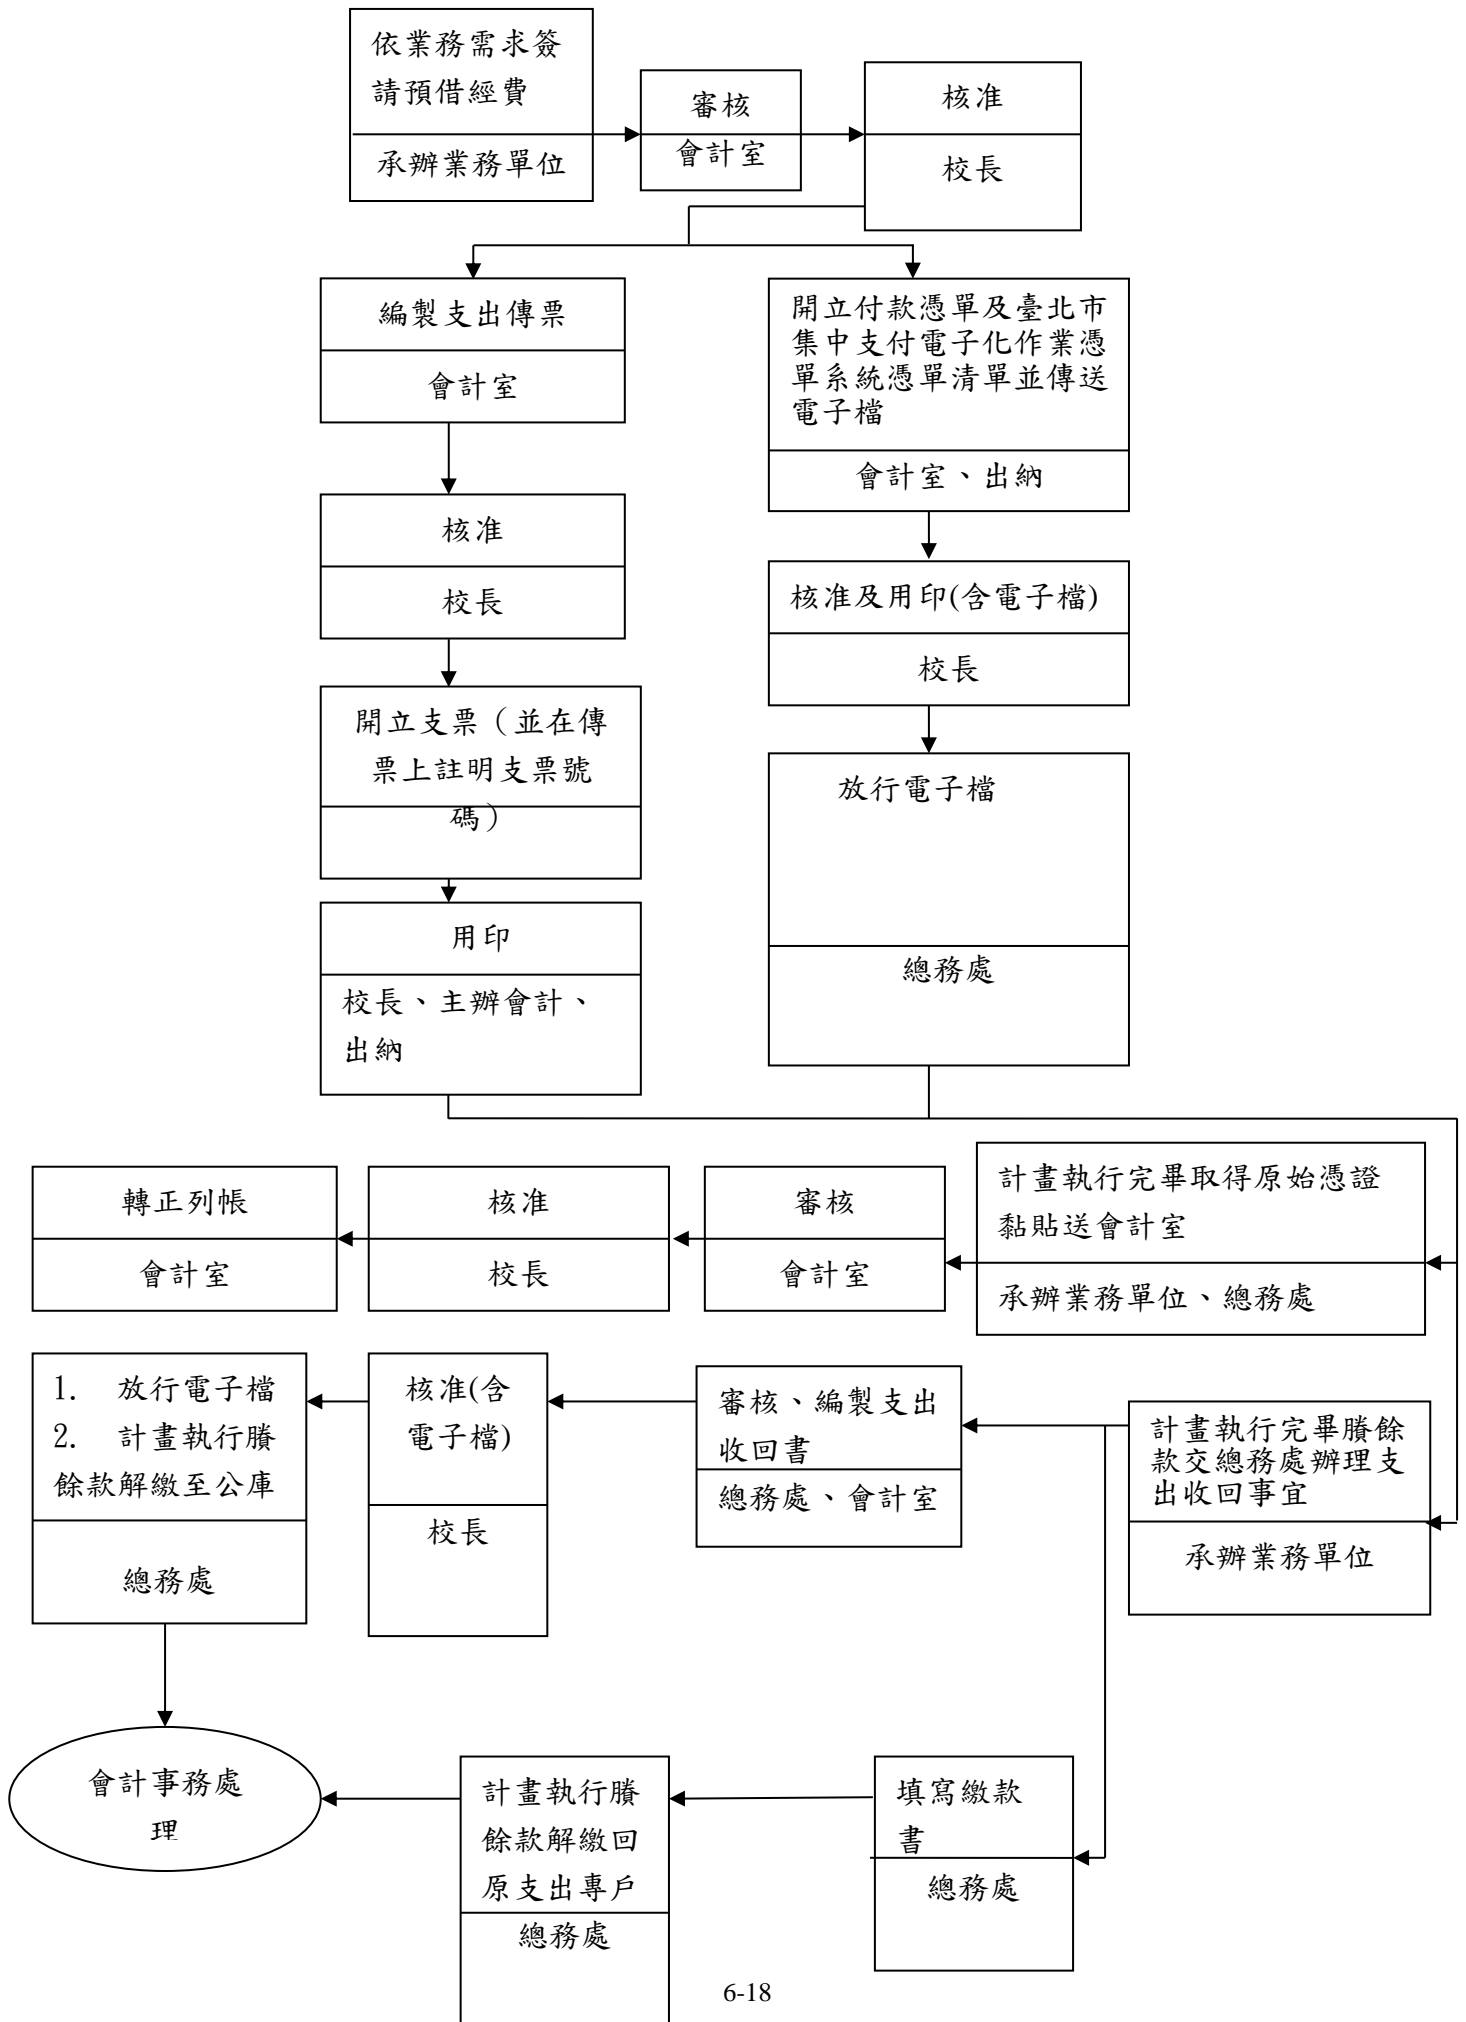 依業務需求簽
請預借經費
承辦業務單位
審核
會計室
核准
校長
編製支出傳票
會計室
開立付款憑單及臺北市
集中支付電子化作業憑
單系統憑單清單並傳送
電子檔
會計室、出納
核准
校長
核准及用印(含電子檔)
校長
開立支票（並在傳
票上註明支票號
碼）
放行電子檔
總務處
用印
校長、主辦會計、
出納
計畫執行完畢取得原始憑證
黏貼送會計室
承辦業務單位、總務處
審核
會計室
核准
校長
轉正列帳
會計室
計畫執行完畢賸餘
款交總務處辦理支
出收回事宜
承辦業務單位
審核、編製支出
收回書
總務處、會計室
核准(含
電子檔)
校長
1. 放行電子檔
2. 計畫執行賸
餘款解繳至公庫
總務處
填寫繳款
書
總務處
計畫執行賸
餘款解繳回
原支出專戶
總務處
會計事務處
理
6-18